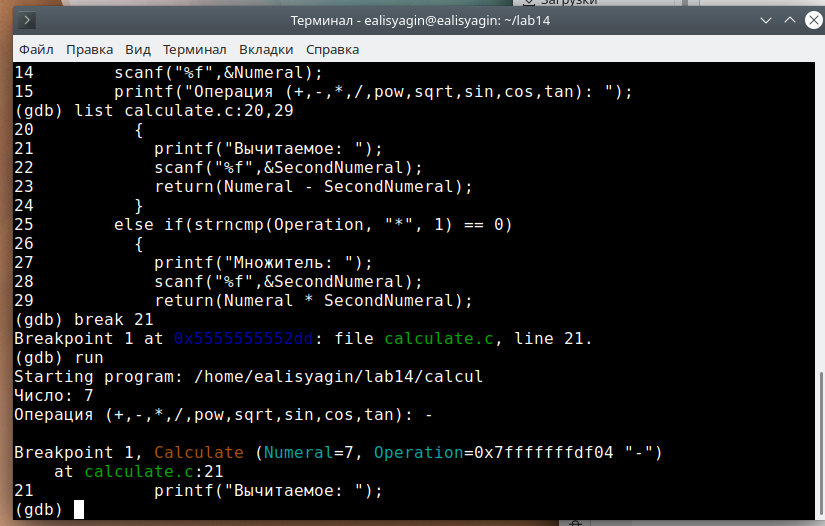 Загрузки
Терминал - ealisyagin@ealisyagin: ~/lab14
Файл Правка Вид Терминал Вкладки Справка
14        scanf("%f",&Numeral);
15        printf("Операция (+,-,*,/,pow,sqrt,sin,cos,tan): ");
(gdb) list calculate.c:20,29
20          {
21            printf("Вычитаемое: ");
22            scanf("%f",&SecondNumeral);
23            return(Numeral - SecondNumeral);
24          }
25        else if(strncmp(Operation, "*", 1) == 0)
26          {
27            printf("Множитель: ");
28            scanf("%f",&SecondNumeral);
29            return(Numeral * SecondNumeral);
(gdb) break 21
Breakpoint 1 at 0x5555555552dd: file calculate.c, line 21.
(gdb) run
Starting program: /home/ealisyagin/lab14/calcul
Число: 7
Операция (+,-,*,/,pow,sqrt,sin,cos,tan): -
Breakpoint 1, Calculate (Numeral=7, Operation=0x7fffffffdf04 "-")
    at calculate.c:21
21            printf("Вычитаемое: ");
(gdb)